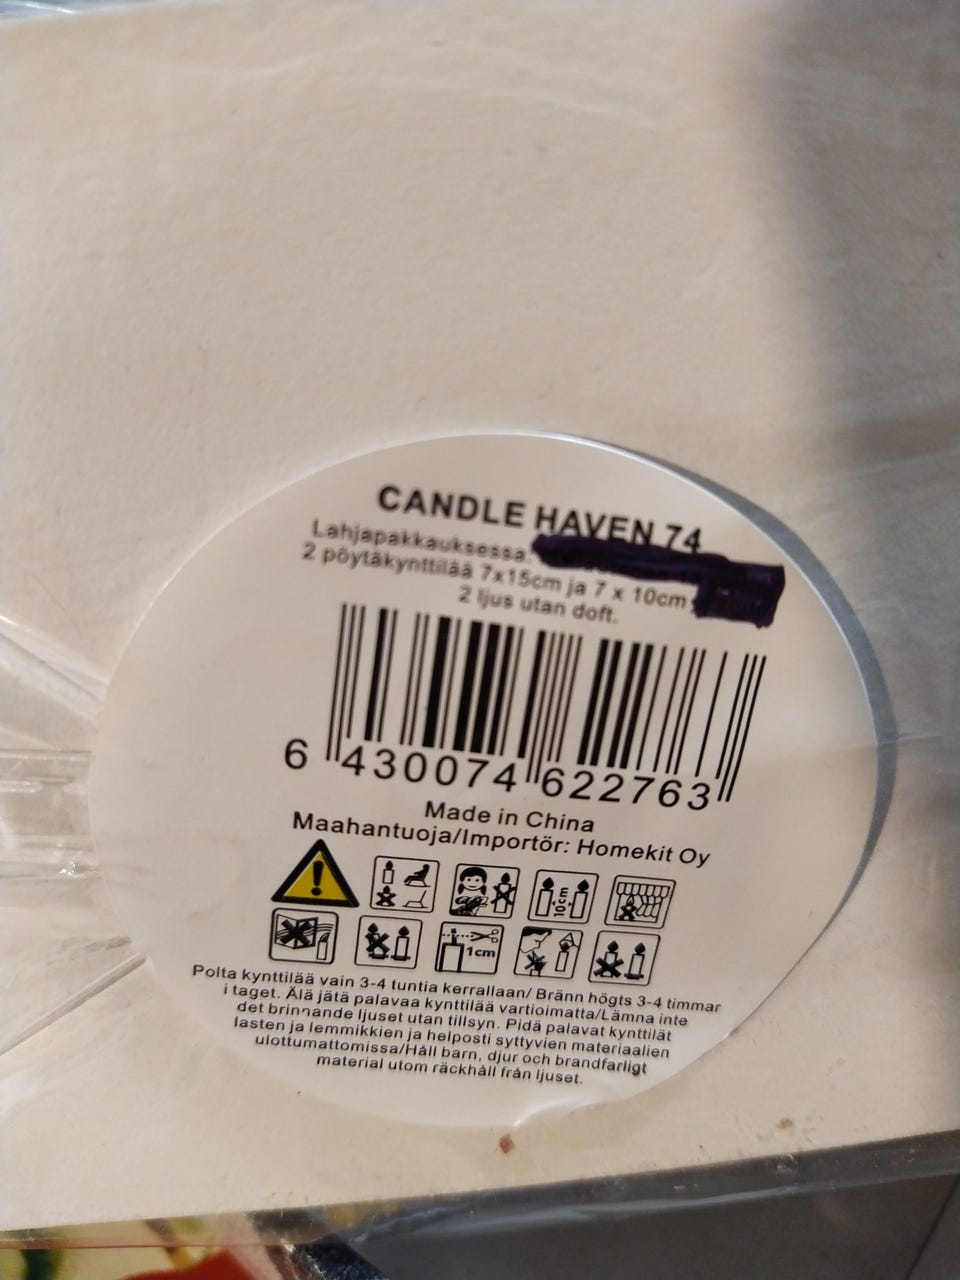 CANDLE HAVEN 74
Lahjapakkauksessa:
2 pöytäkynttilää 7x15cm ja 7 x 10cm
2 ljus utan doft.
6 430074 622763
Made in China
Maahantuoja/Importör: Homekit Oy
10cm
1cm
Polta kynttilää vain 3-4 tuntia kerrallaan/ Bränn högts 3-4 timmar
i taget. Älä jätä palavaa kynttilää vartioimatta/Lämna inte
det brinnande ljuset utan tillsyn. Pidä palavat kynttilät
lasten ja lemmikkien ja helposti syttyvien materiaalien
ulottumattomissa/Håll barn, djur och brandfarligt
material utom räckhåll från ljuset.